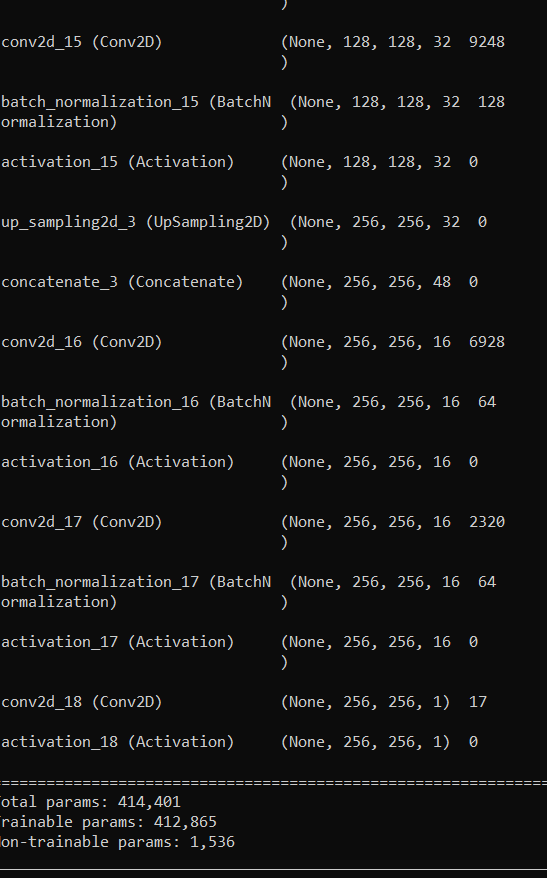 )
conv2d_15 (Conv2D) (None, 128, 128, 32 9248
)
batch_normalization_15 (BatchN (None, 128, 128, 32 128
ormalization) )
activation_15 (Activation) (None, 128, 128, 32 0
)
up_sampling2d_3 (UpSampling2D) (None, 256, 256, 32 0
)
concatenate_3 (Concatenate) (None, 256, 256, 48 0
)
conv2d_16 (Conv2D) (None, 256, 256, 16 6928
)
batch_normalization_16 (BatchN (None, 256, 256, 16 64
ormalization) )
activation_16 (Activation) (None, 256, 256, 16 0
)
conv2d_17 (Conv2D) (None, 256, 256, 16 2320
)
batch_normalization_17 (BatchN (None, 256, 256, 16 64
ormalization) )
activation_17 (Activation) (None, 256, 256, 16 0
)
conv2d_18 (Conv2D) (None, 256, 256, 1) 17
activation_18 (Activation) (None, 256, 256, 1) 0
=============================================================
otal params: 414,401
rainable params: 412,865
on-trainable params: 1,536
_____________________________________________________________